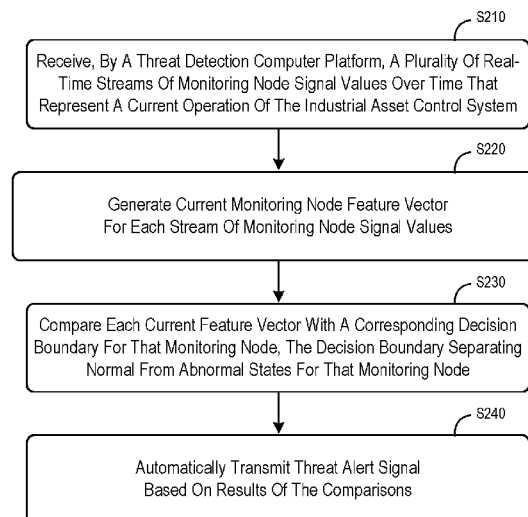 S210
Receive, By A Threat Detection Computer Platform, A Plurality Of Real-
Time Streams Of Monitoring Node Signal Values Over Time That
Represent A Current Operation Of The Industrial Asset Control System
S220
Generate Current Monitoring Node Feature Vector
For Each Stream Of Monitoring Node Signal Values
S230
Compare Each Current Feature Vector With A Corresponding Decision
Boundary For That Monitoring Node, The Decision Boundary Separating
Normal From Abnormal States For That Monitoring Node
S240
Automatically Transmit Threat Alert Signal
Based On Results Of The Comparisons